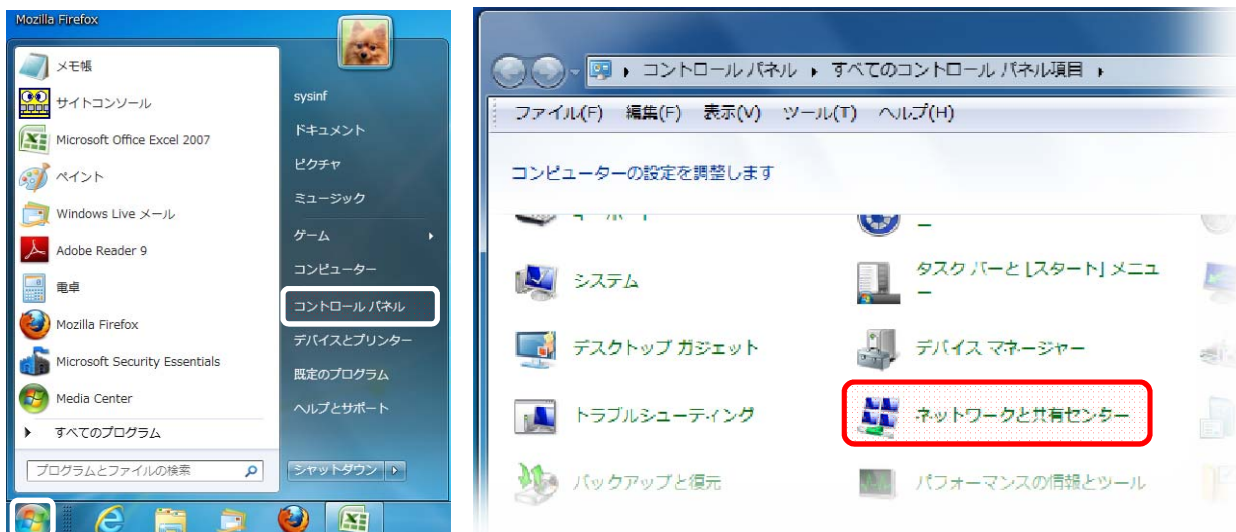 Mozilla Firefox
メモ帳
サイトコンソール
Microsoft Office Excel 2007
ペイント
Windows Live メール
Adobe Reader 9
電卓
Mozilla Firefox
Microsoft Security Essentials
Media Center
すべてのプログラム
プログラムとファイルの検索
sysinf
ドキュメント
ピクチャ
ミュージック
ゲーム
コンピューター
コントロール パネル
デバイスとプリンター
既定のプログラム
ヘルプとサポート
シャットダウン
コントロール パネル ▸ すべてのコントロール パネル項目 ▸
ファイル(F) 編集(E) 表示(V) ツール(T) ヘルプ(H)
コンピューターの設定を調整します
ー
システム
タスク バーと [スタート] メニュ
ー
デスクトップ ガジェット
デバイス マネージャー
トラブルシューティング
ネットワークと共有センター
バックアップと復元
パフォーマンスの情報とツール